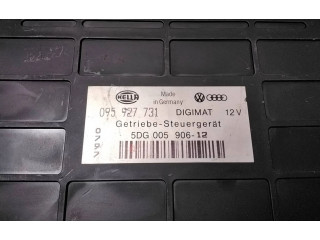 HELLA
Made
in Germany
095 927 731 DIGIMAT 12V
Getriebe-Steuergerät
5DG 005 906-12